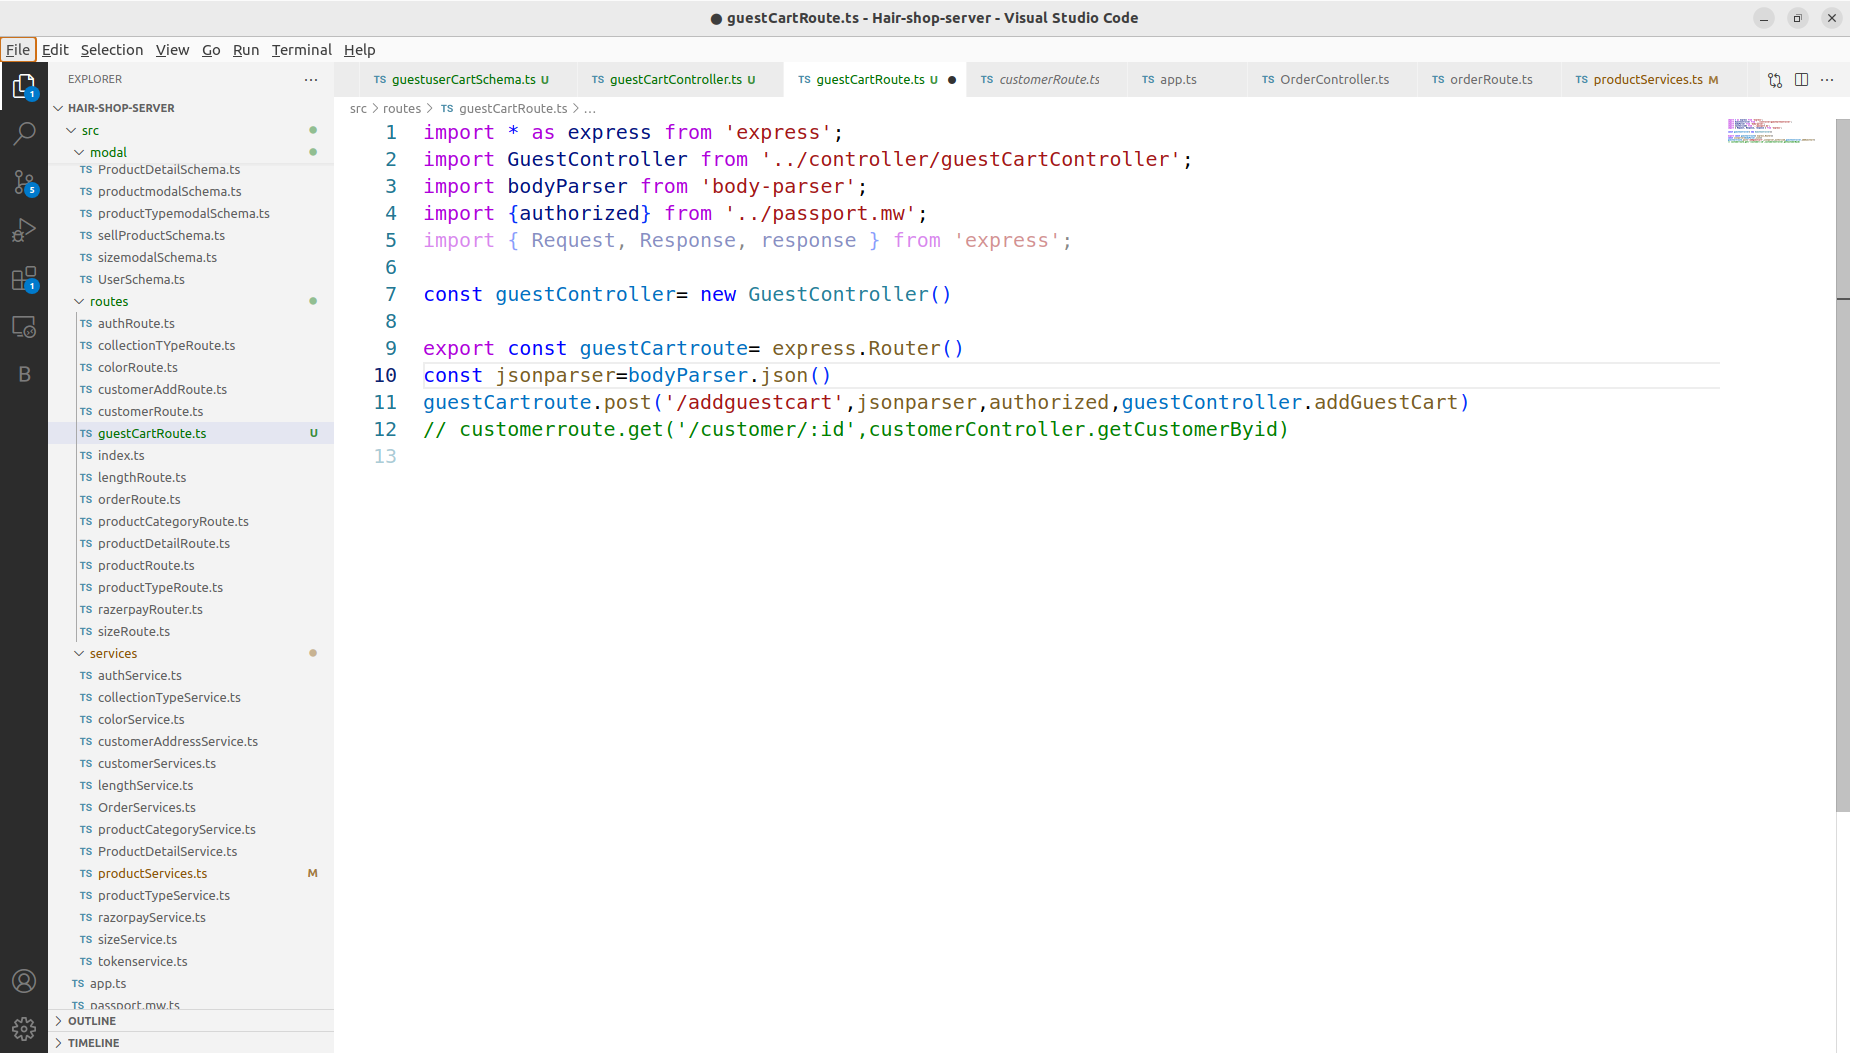 ● guestCartRoute.ts - Hair-shop-server - Visual Studio Code
File Edit Selection View Go Run Terminal Help
EXPLORER
HAIR-SHOP-SERVER
src
modal
TS ProductDetailSchema.ts
TS productmodalSchema.ts
TS productTypemodalSchema.ts
TS sellProductSchema.ts
TS sizemodalSchema.ts
TS UserSchema.ts
routes
TS authRoute.ts
TS collectionTYpeRoute.ts
TS colorRoute.ts
TS customerAddRoute.ts
TS customerRoute.ts
TS guestCartRoute.ts U
TS index.ts
TS lengthRoute.ts
TS orderRoute.ts
TS productCategoryRoute.ts
TS productDetailRoute.ts
TS productRoute.ts
TS productTypeRoute.ts
TS razerpayRouter.ts
TS sizeRoute.ts
services
TS authService.ts
TS collectionTypeService.ts
TS colorService.ts
TS customerAddressService.ts
TS customerServices.ts
TS lengthService.ts
TS OrderServices.ts
TS productCategoryService.ts
TS ProductDetailService.ts
TS productServices.ts M
TS productTypeService.ts
TS razorpayService.ts
TS sizeService.ts
TS tokenservice.ts
TS app.ts
TS passport.mw.ts
OUTLINE
TIMELINE
1
5
1
B
TS guestuserCartSchema.ts U TS guestCartController.ts U TS guestCartRoute.ts U ● TS customerRoute.ts TS app.ts TS OrderController.ts TS orderRoute.ts TS productServices.ts M
src > routes > TS guestCartRoute.ts > ...
1 import * as express from 'express';
2 import GuestController from '../controller/guestCartController';
3 import bodyParser from 'body-parser';
4 import {authorized} from '../passport.mw';
5 import { Request, Response, response } from 'express';
6
7 const guestController= new GuestController()
8
9 export const guestCartroute= express.Router()
10 const jsonparser=bodyParser.json()
11 guestCartroute.post('/addguestcart',jsonparser,authorized,guestController.addGuestCart)
12 // customerroute.get('/customer/:id',customerController.getCustomerByid)
13